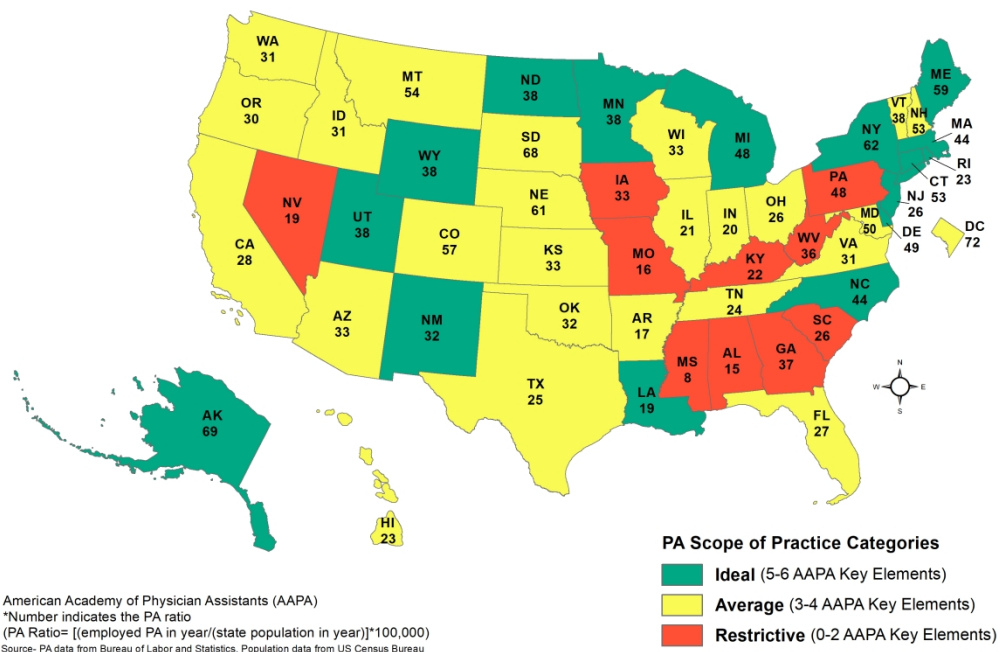 WA
31
OR
30
CA
28
NV
19
ID
31
MT
54
WY
38
UT
38
AZ
33
CO
57
NM
32
ND
38
SD
68
NE
61
KS
33
OK
32
TX
25
MN
38
IA
33
MO
16
AR
17
LA
19
WI
33
IL
21
MI
48
IN
20
OH
26
KY
22
TN
24
MS
8
AL
15
GA
37
FL
27
SC
26
NC
44
VA
31
WV
36
PA
48
NY
62
VT
38
NH
53
ME
59
MA
44
RI
23
CT
53
NJ
26
DE
49
MD
50
DC
72
AK
69
HI
23
N
W E
S
PA Scope of Practice Categories
Ideal (5-6 AAPA Key Elements)
Average (3-4 AAPA Key Elements)
Restrictive (0-2 AAPA Key Elements)
American Academy of Physician Assistants (AAPA)
*Number indicates the PA ratio
(PA Ratio= [(employed PA in year/(state population in year)]*100,000)
Source- PA data from Bureau of Labor and Statistics, Population data from US Census Bureau